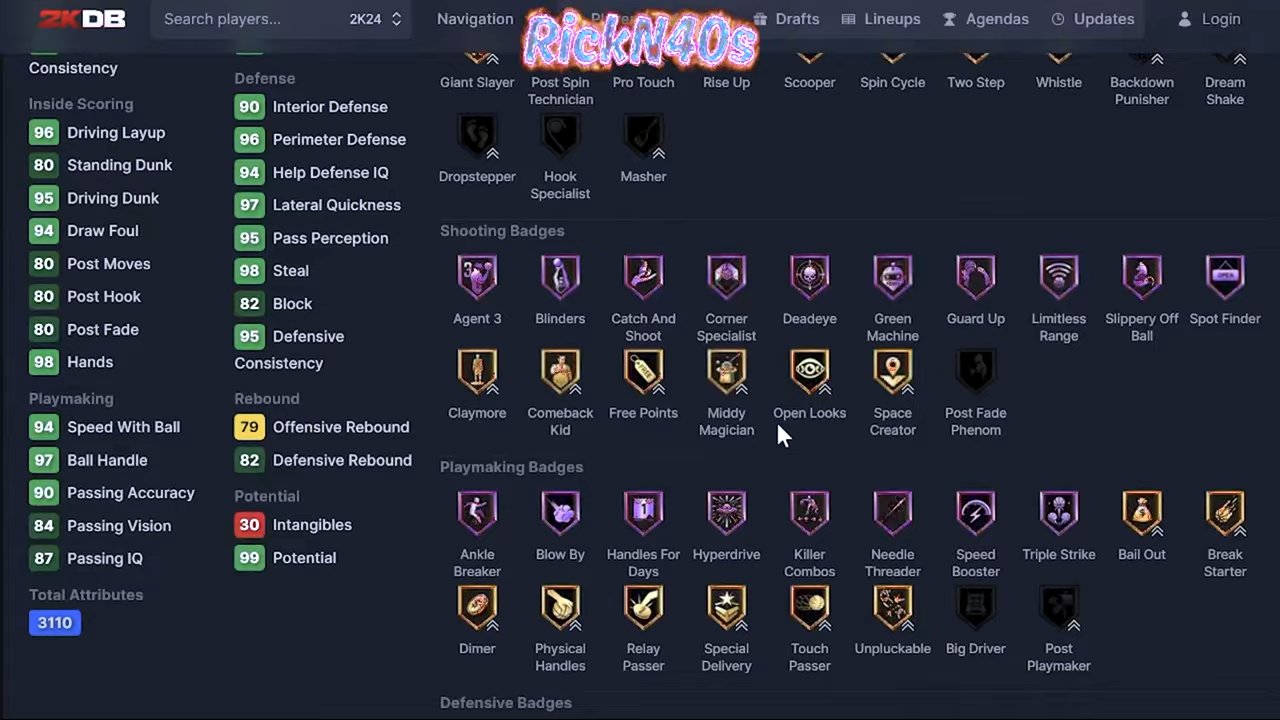 2KDB
Search players...
2K24
Navigation
Drafts
Lineups
Agendas
Updates
Login
RickN40s
Consistency
Inside Scoring
96 Driving Layup
80 Standing Dunk
95 Driving Dunk
94 Draw Foul
80 Post Moves
80 Post Hook
80 Post Fade
98 Hands
Playmaking
94 Speed With Ball
97 Ball Handle
90 Passing Accuracy
84 Passing Vision
87 Passing IQ
Total Attributes
3110
Defense
90 Interior Defense
96 Perimeter Defense
94 Help Defense IQ
97 Lateral Quickness
95 Pass Perception
98 Steal
82 Block
95 Defensive
Consistency
Rebound
79 Offensive Rebound
82 Defensive Rebound
Potential
30 Intangibles
99 Potential
Giant Slayer
Post Spin
Technician
Pro Touch
Rise Up
Scooper
Spin Cycle
Two Step
Whistle
Backdown
Punisher
Dream
Shake
Dropstepper
Hook
Specialist
Masher
Shooting Badges
Agent 3
Blinders
Catch And
Shoot
Corner
Specialist
Deadeye
Green
Machine
Guard Up
Limitless
Range
Slippery Off
Ball
Spot Finder
Claymore
Comeback
Kid
Free Points
Middy
Magician
Open Looks
Space
Creator
Post Fade
Phenom
Playmaking Badges
Ankle
Breaker
Blow By
Handles For
Days
Hyperdrive
Killer
Combos
Needle
Threader
Speed
Booster
Triple Strike
Bail Out
Break
Starter
Dimer
Physical
Handles
Relay
Passer
Special
Delivery
Touch
Passer
Unpluckable
Big Driver
Post
Playmaker
Defensive Badges